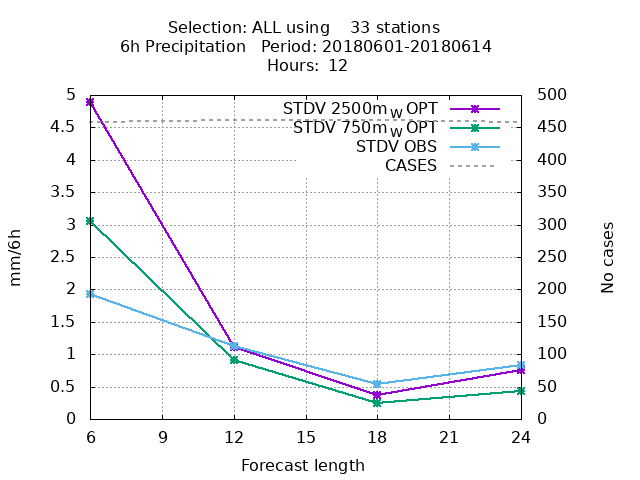 Selection: ALL using 33 stations
6h Precipitation Period: 20180601-20180614
Hours: 12
STDV 2500m W OPT
STDV 750m W OPT
STDV OBS
CASES
5
4.5
4
3.5
3
2.5
2
1.5
1
0.5
0
500
450
400
350
300
250
200
150
100
50
0
mm/6h
No cases
6 9 12 15 18 21 24
Forecast length